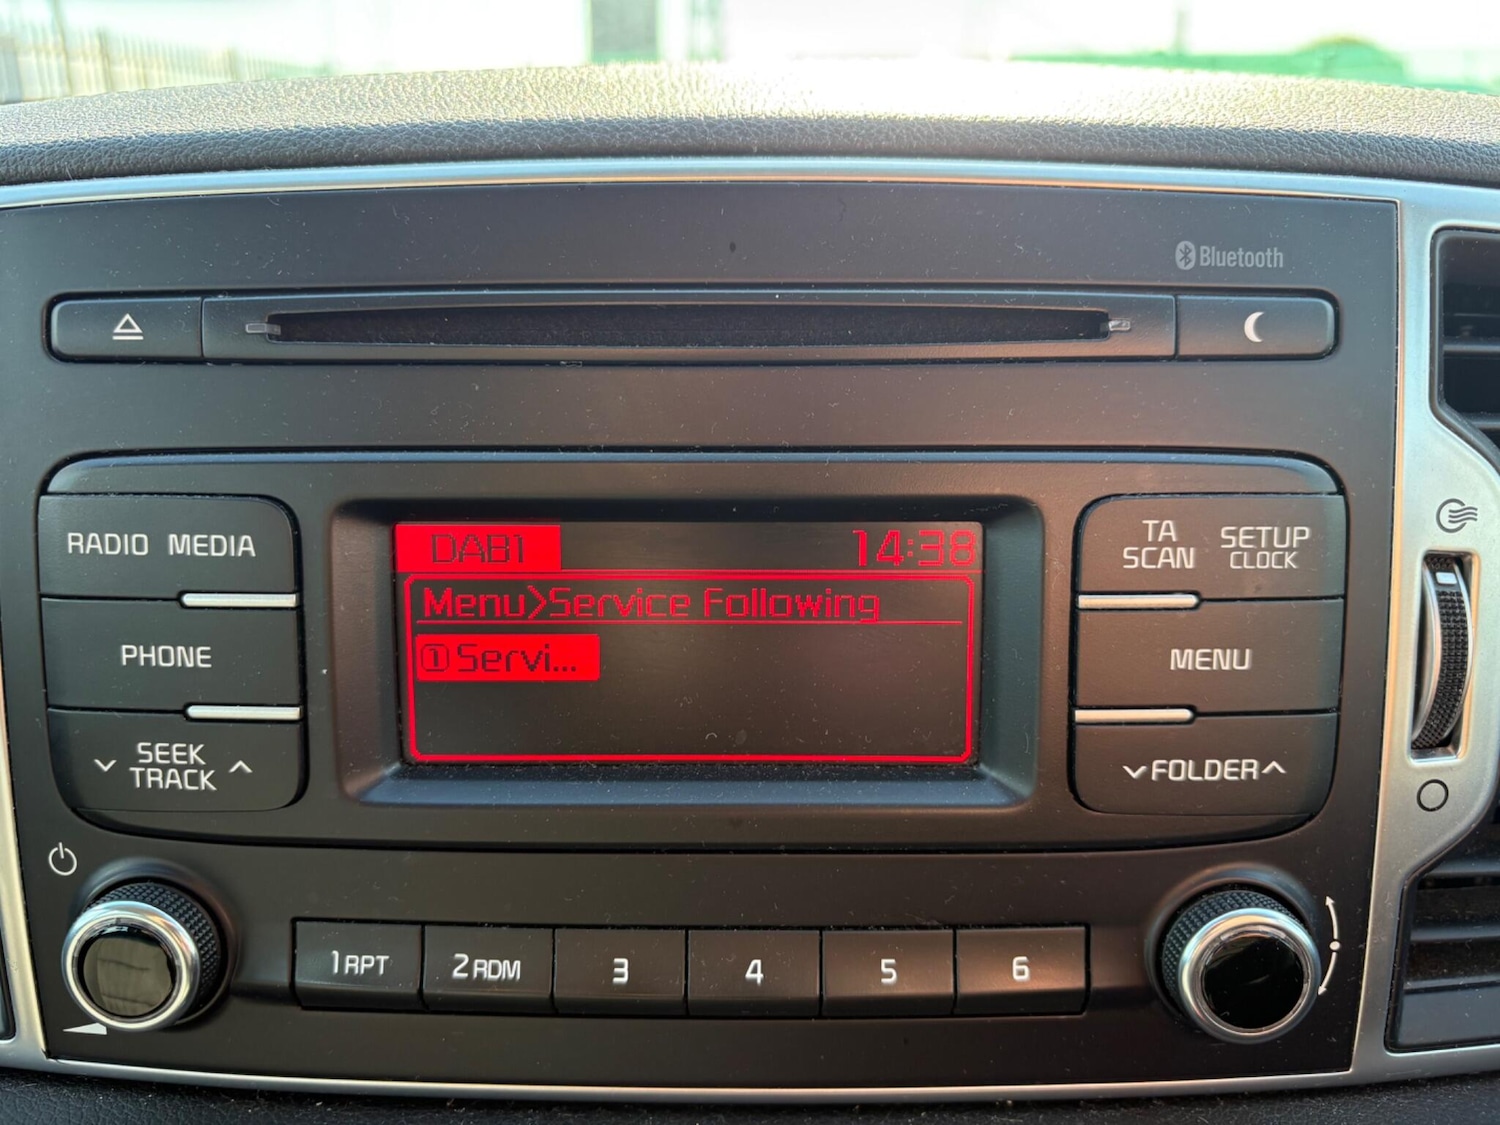 Bluetooth
RADIO MEDIA
PHONE
SEEK
TRACK
DAB1 14:38
Menu>Service Following
① Servi...
TA
SCAN
SETUP
CLOCK
MENU
FOLDER
1 RPT
2 RDM
3
4
5
6